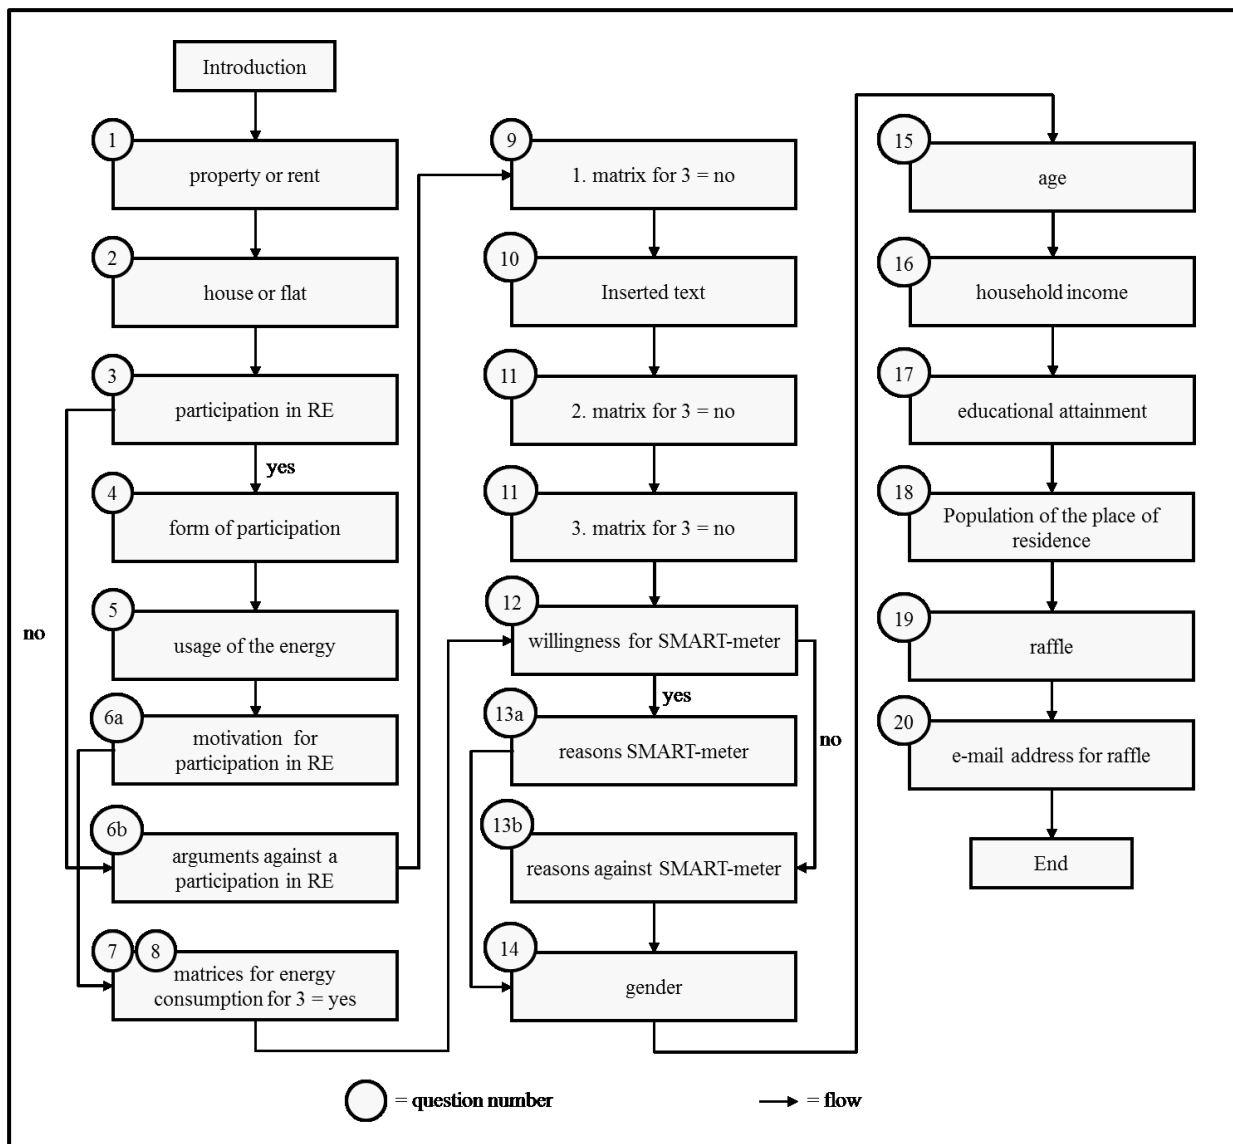 Introduction
1
property or rent
2
house or flat
3
participation in RE
yes
4
form of participation
5
no
usage of the energy
6a
motivation for
participation in RE
6b
arguments against a
participation in RE
7 8
matrices for energy
consumption for 3 = yes
9
1. matrix for 3 = no
10
Inserted text
11
2. matrix for 3 = no
11
3. matrix for 3 = no
12
willingness for SMART-meter
yes
13a
no
reasons SMART-meter
13b
reasons against SMART-meter
14
gender
15
age
16
household income
17
educational attainment
18
Population of the place of
residence
19
raffle
20
e-mail address for raffle
End
= question number
= flow